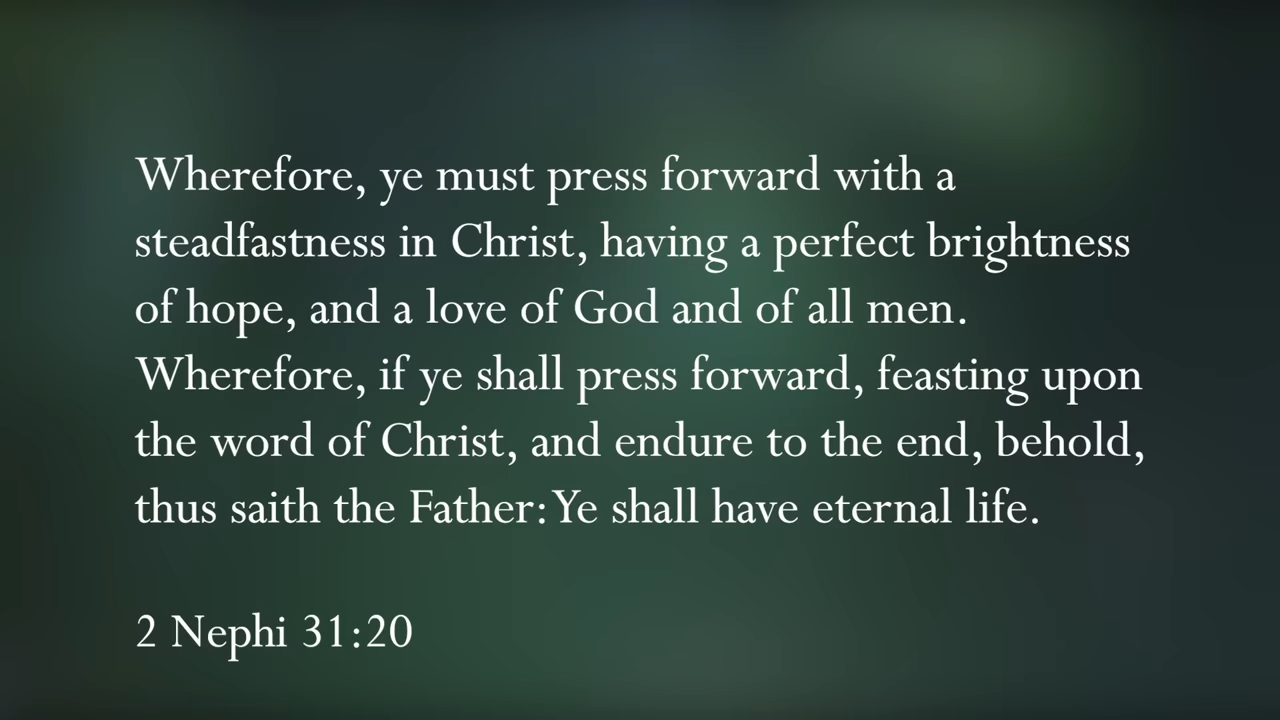 Wherefore, ye must press forward with a
steadfastness in Christ, having a perfect brightness
of hope, and a love of God and of all men.
Wherefore, if ye shall press forward, feasting upon
the word of Christ, and endure to the end, behold,
thus saith the Father: Ye shall have eternal life.
2 Nephi 31:20